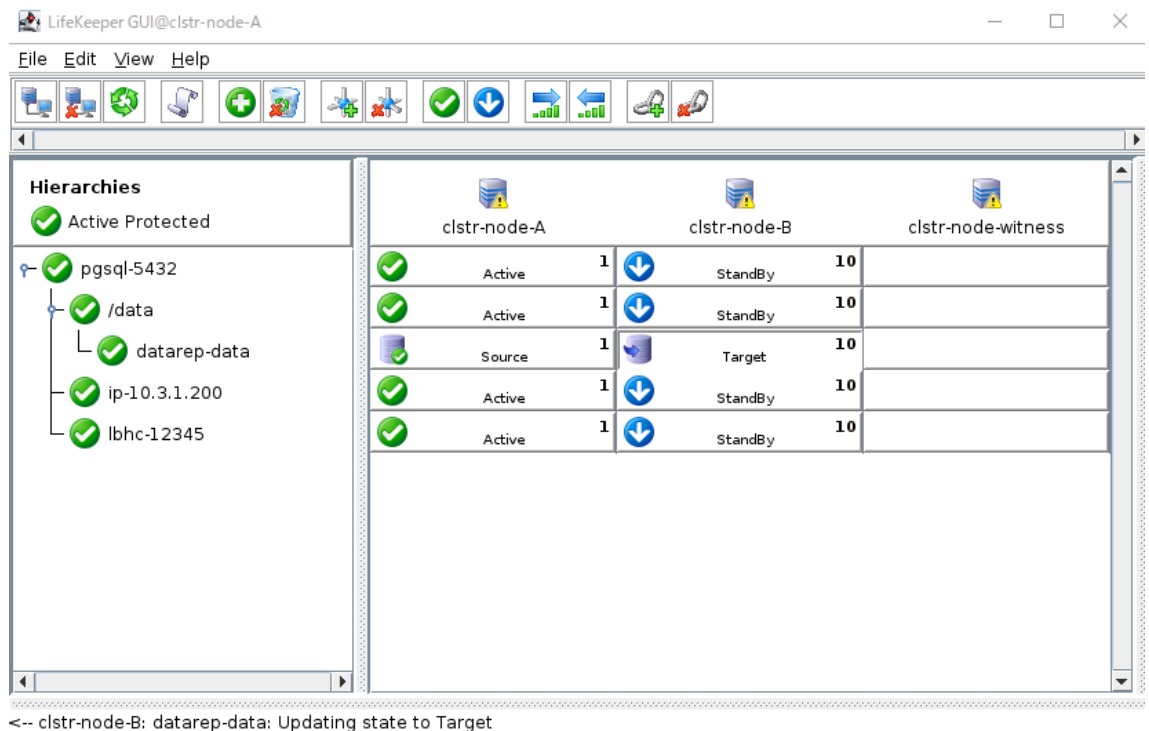 LifeKeeper GUI@clstr-node-A
File Edit View Help
Hierarchies
Active Protected
clstr-node-A clstr-node-B clstr-node-witness
pgsql-5432 Active 1 StandBy 10
/data Active 1 StandBy 10
datarep-data Source 1 Target 10
ip-10.3.1.200 Active 1 StandBy 10
lbhc-12345 Active 1 StandBy 10
<-- clstr-node-B: datarep-data: Updating state to Target